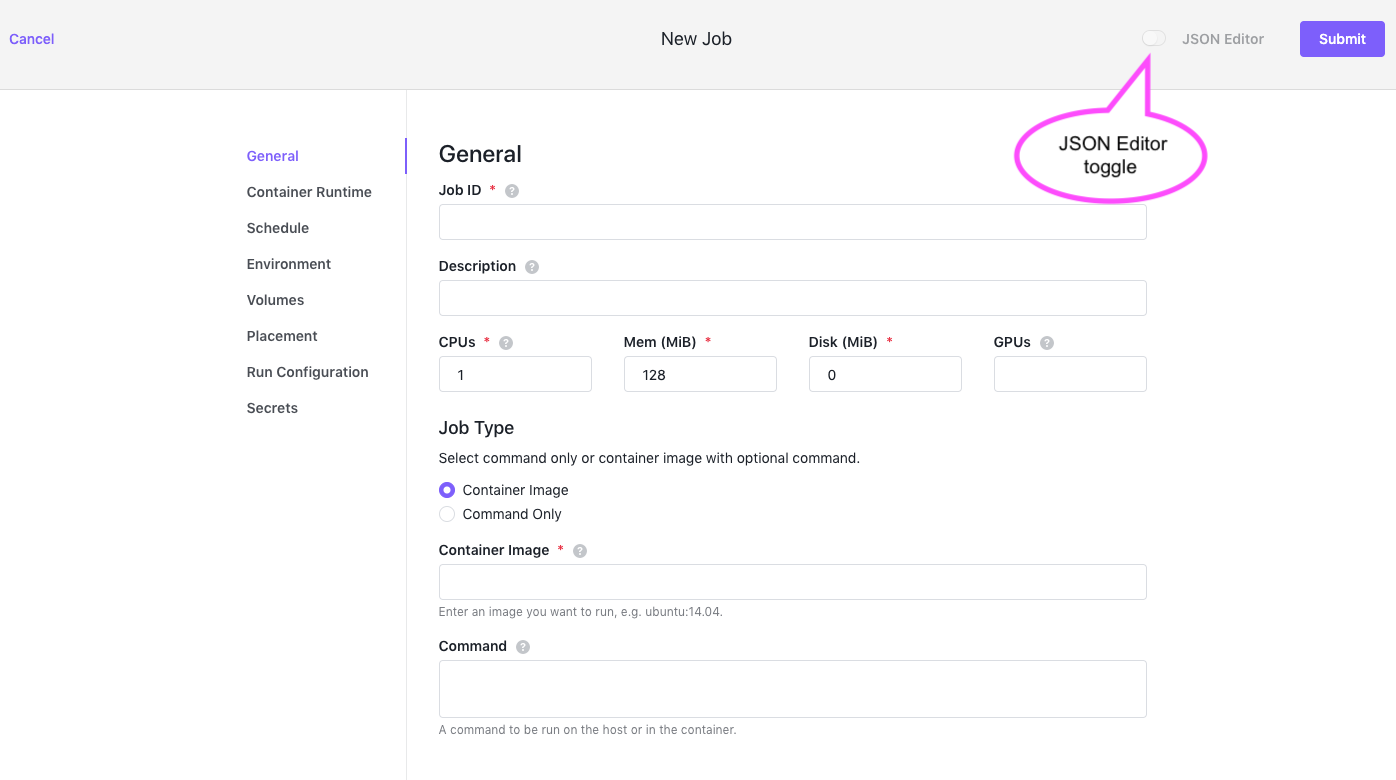 Cancel
New Job
JSON Editor
Submit
JSON Editor
toggle
General
Container Runtime
Schedule
Environment
Volumes
Placement
Run Configuration
Secrets
General
Job ID * ?
Description ?
CPUs * ? Mem (MiB) * Disk (MiB) * GPUs ?
1 128 0
Job Type
Select command only or container image with optional command.
Container Image
Command Only
Container Image * ?
Enter an image you want to run, e.g. ubuntu:14.04.
Command ?
A command to be run on the host or in the container.